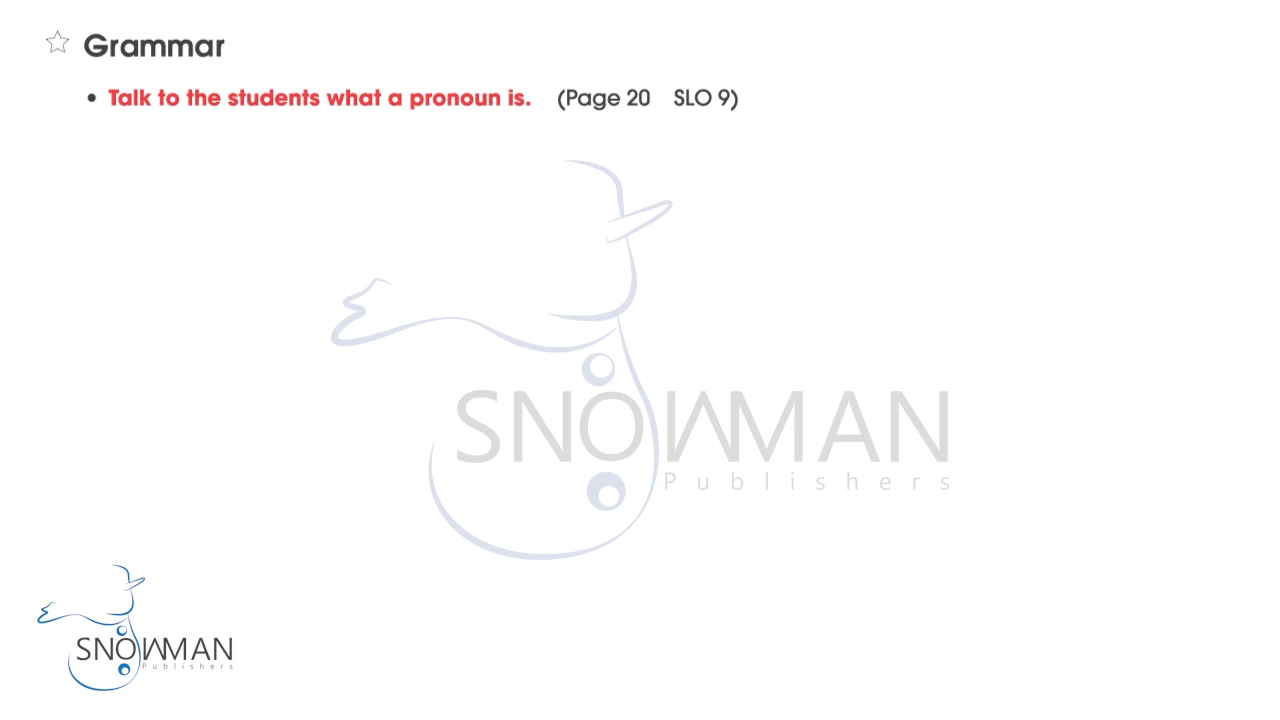 Grammar
• Talk to the students what a pronoun is. (Page 20 SLO 9)
SNOWMAN
Publishers
SNOWMAN
Publishers